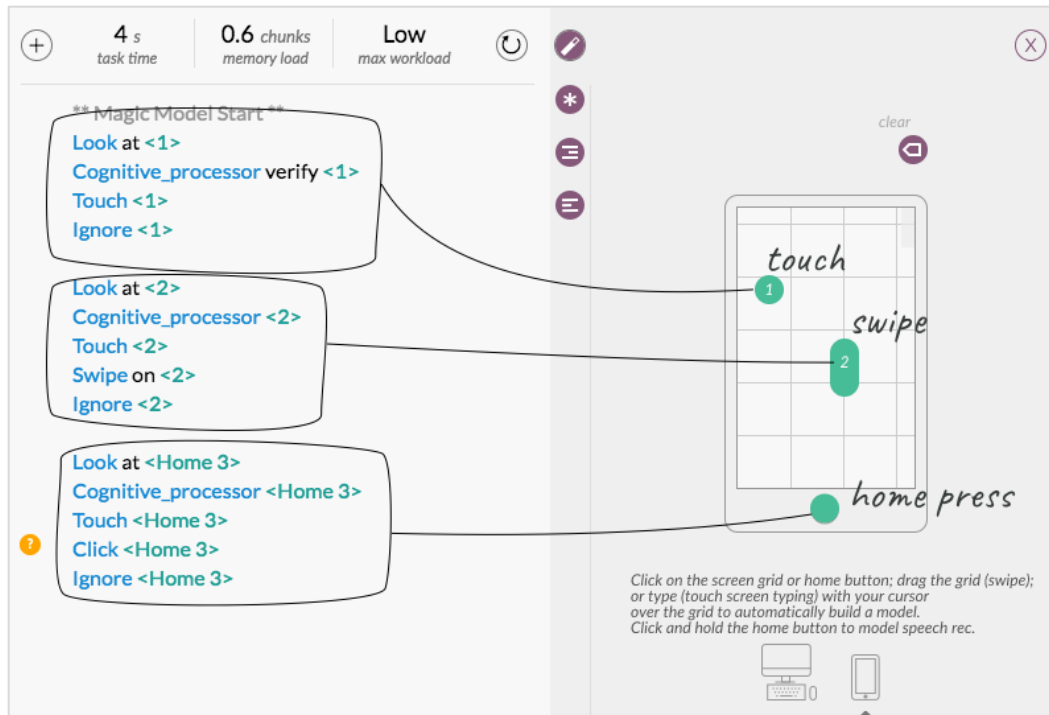 4 s
task time
0.6 chunks
memory load
Low
max workload
X
** Magic Model Start **
Look at <1>
Cognitive_processor verify <1>
Touch <1>
Ignore <1>
Look at <2>
Cognitive_processor <2>
Touch <2>
Swipe on <2>
Ignore <2>
Look at <Home 3>
Cognitive_processor <Home 3>
Touch <Home 3>
? Click <Home 3>
Ignore <Home 3>
clear
touch
1
swipe
2
home press
Click on the screen grid or home button; drag the grid (swipe);
or type (touch screen typing) with your cursor
over the grid to automatically build a model.
Click and hold the home button to model speech rec.